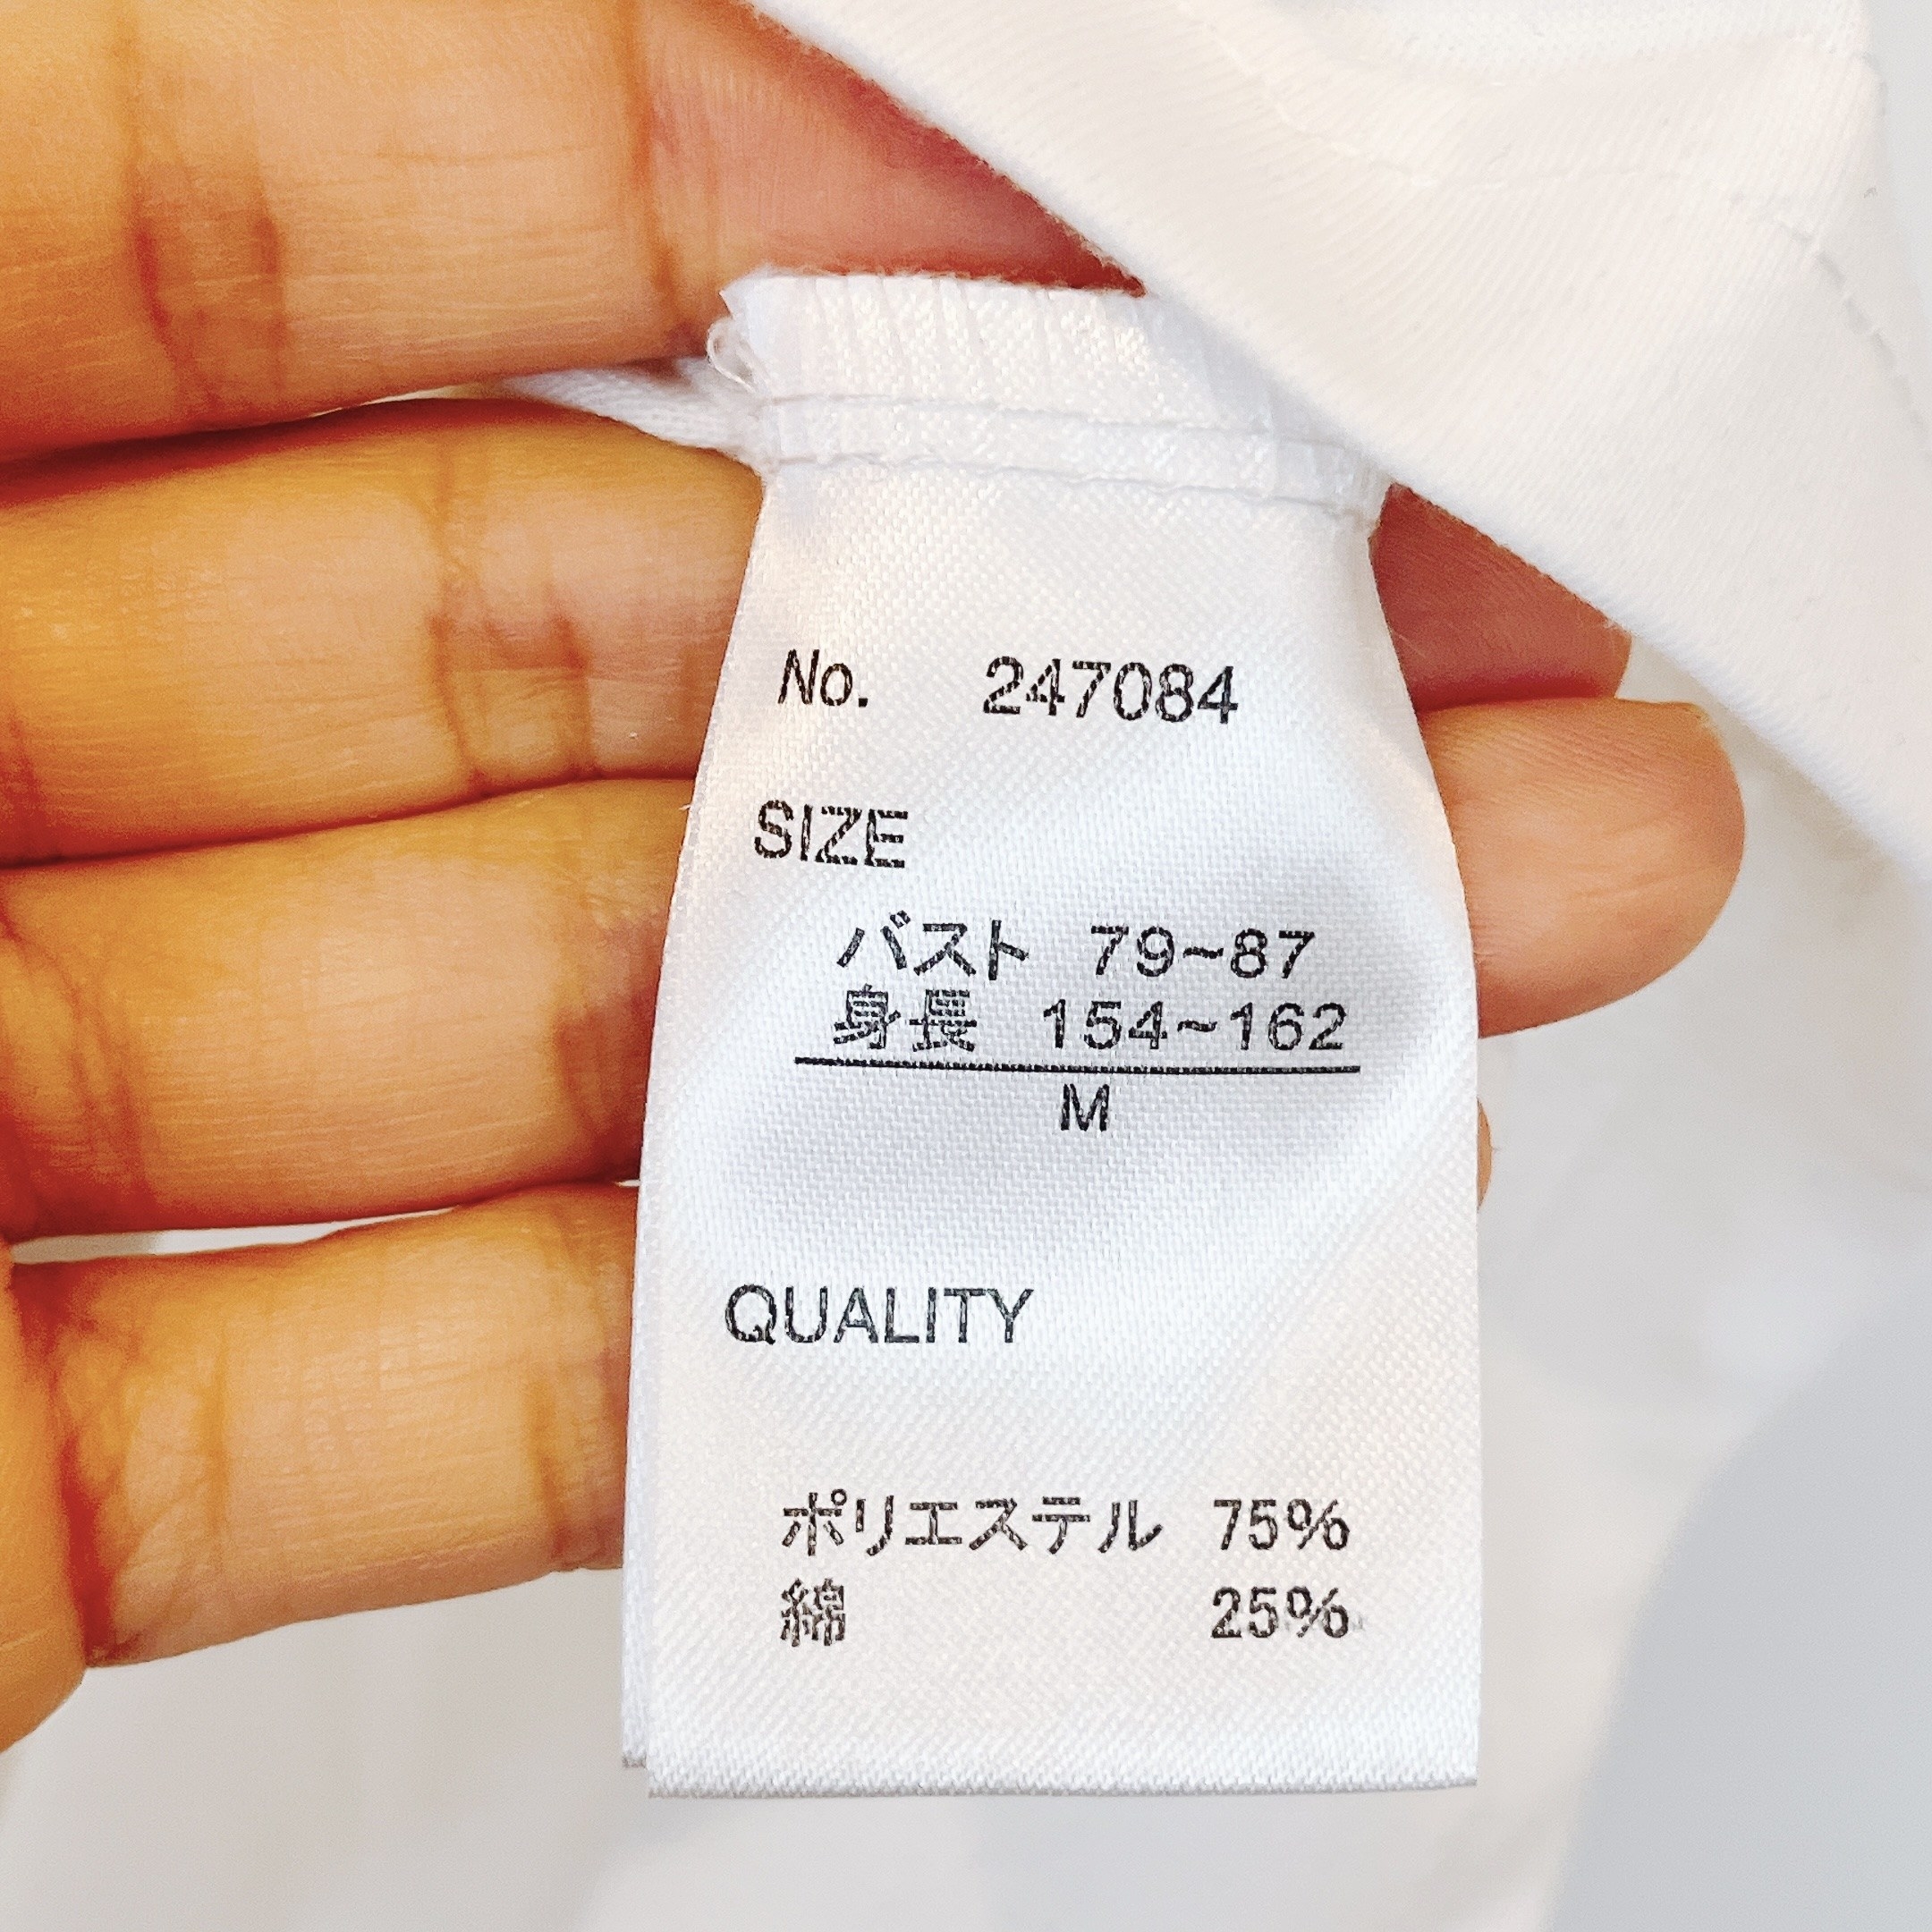 No. 247084
SIZE
バスト 79~87
身長 154~162
M
QUALITY
ポリエステル 75%
綿 25%